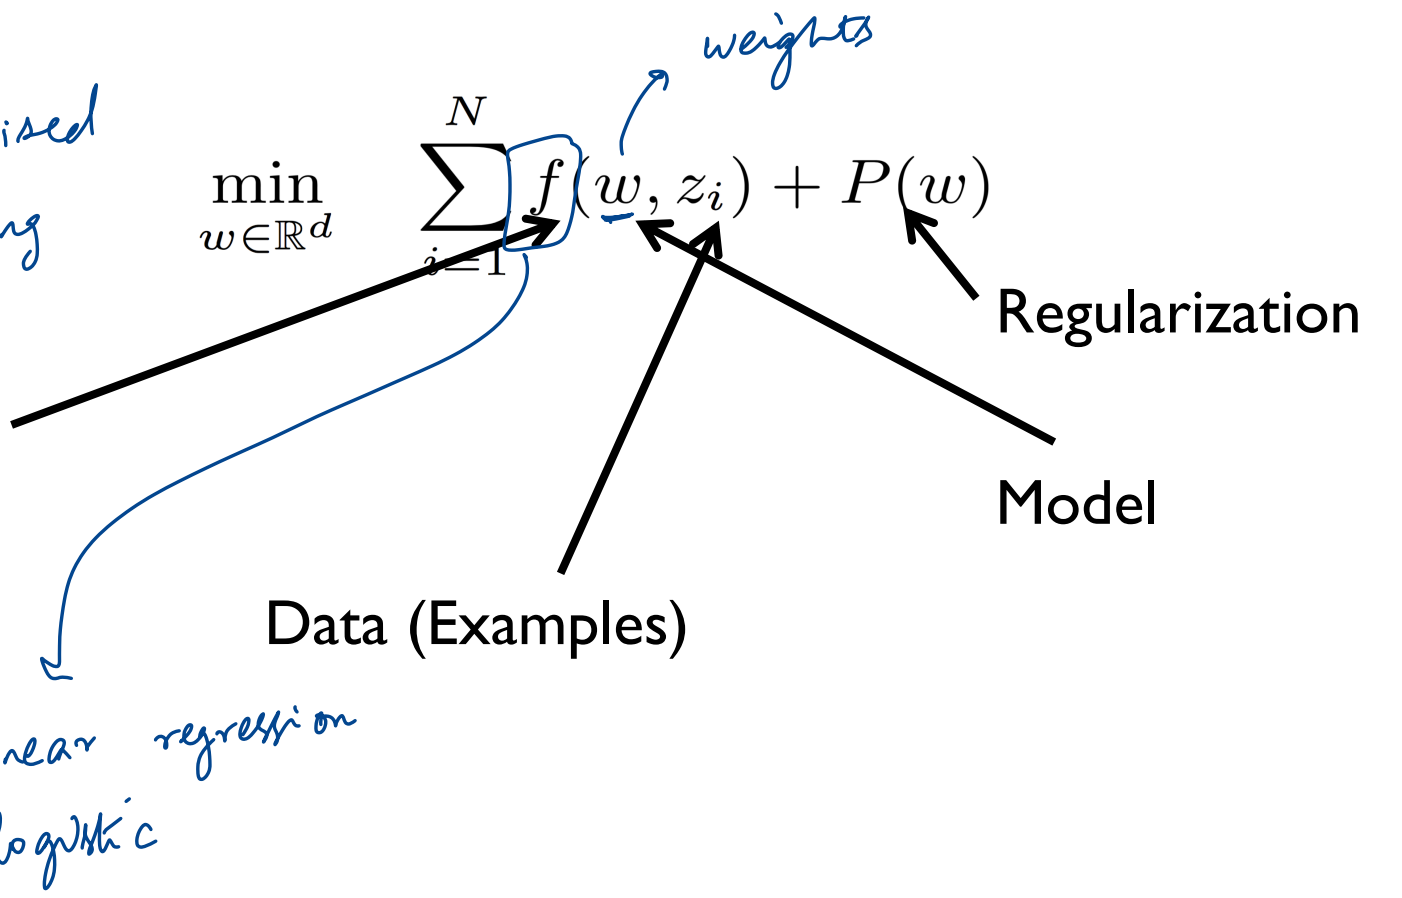 weights
ised
ng
min w∈ℝ^d ∑_{i=1}^{N} f(w, z_i) + P(w)
Regularization
Model
Data (Examples)
near regression
logistic